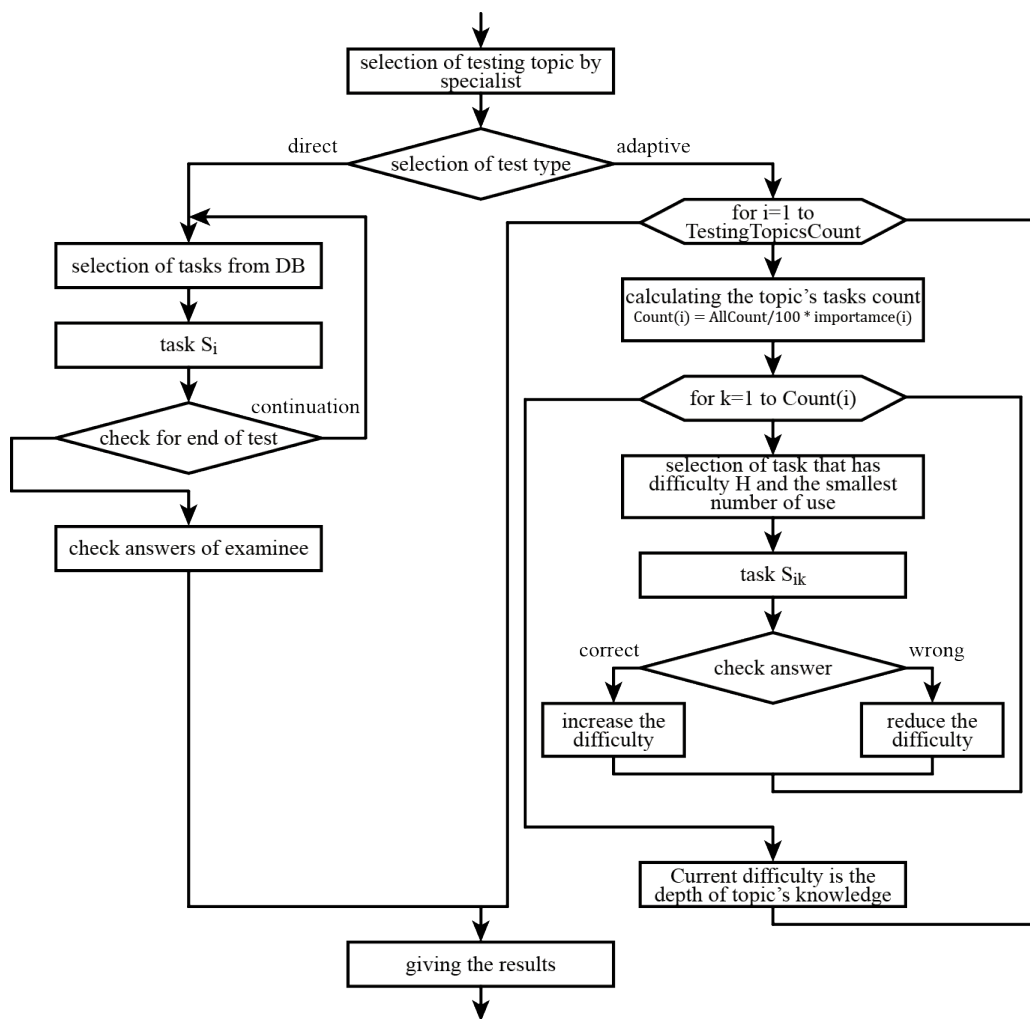 selection of testing topic by
specialist
direct
adaptive
selection of test type
for i=1 to
TestingTopicsCount
selection of tasks from DB
calculating the topic’s tasks count
Count(i) = AllCount/100 * importamce(i)
task Si
for k=1 to Count(i)
continuation
check for end of test
selection of task that has
difficulty H and the smallest
number of use
check answers of examinee
task Sik
correct
wrong
check answer
increase the
difficulty
reduce the
difficulty
Current difficulty is the
depth of topic’s knowledge
giving the results